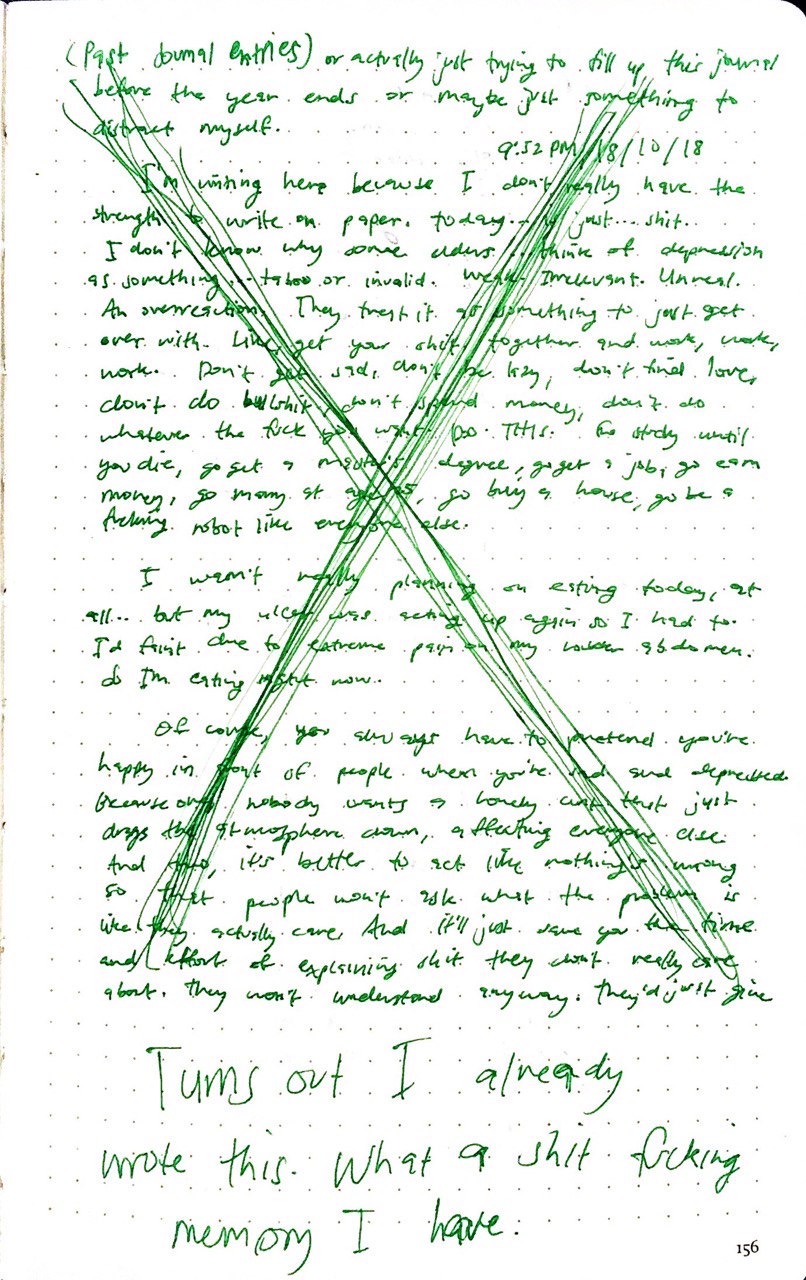 (Past Journal entries) or actually just trying to fill up this journal
before the year ends or maybe just something to
distract myself.
9:52 PM 18/10/18
I'm writing here because I don't really have the
strength to write on paper. today... is just... shit.
I don't know why some elders... think of depression
as something... taboo or invalid. Weak. Irrelevant. Unreal.
An overreaction. They treat it as something to just get
over with. Like, get your shit together and work, work,
work. Don't get sad, don't be lazy, don't find love,
don't do bullshit, don't spend money, don't do
whatever the fuck you want. Do. THIS. Go study until
you die, go get a master's degree, go get a job, go earn
money, go marry at age, go buy a house, go be a
fucking robot like everyone else.
I wasn't really planning on eating today, at
all... but my ulcer was acting up again so I had to.
I'd faint due to extreme pain on my abdomen.
So I'm eating right now.
Of course, you always have to pretend you're
happy in front of people when you're sad and depressed
because one, nobody wants a lonely cunt that just
drags the atmosphere down, affecting everyone else.
And two, it's better to act like nothing's wrong
so that people won't ask what the problem is
like they actually care. And it'll just save you the time
and effort of explaining shit they don't really care
about. They won't understand anyway. They'd just give
Turns out I already
wrote this. What a shit fucking
memory I have.
156